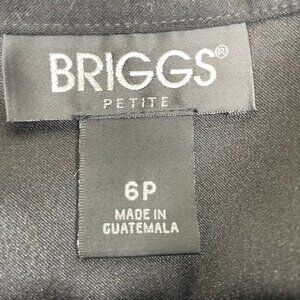 BRIGGS®
PETITE
6P
MADE IN
GUATEMALA